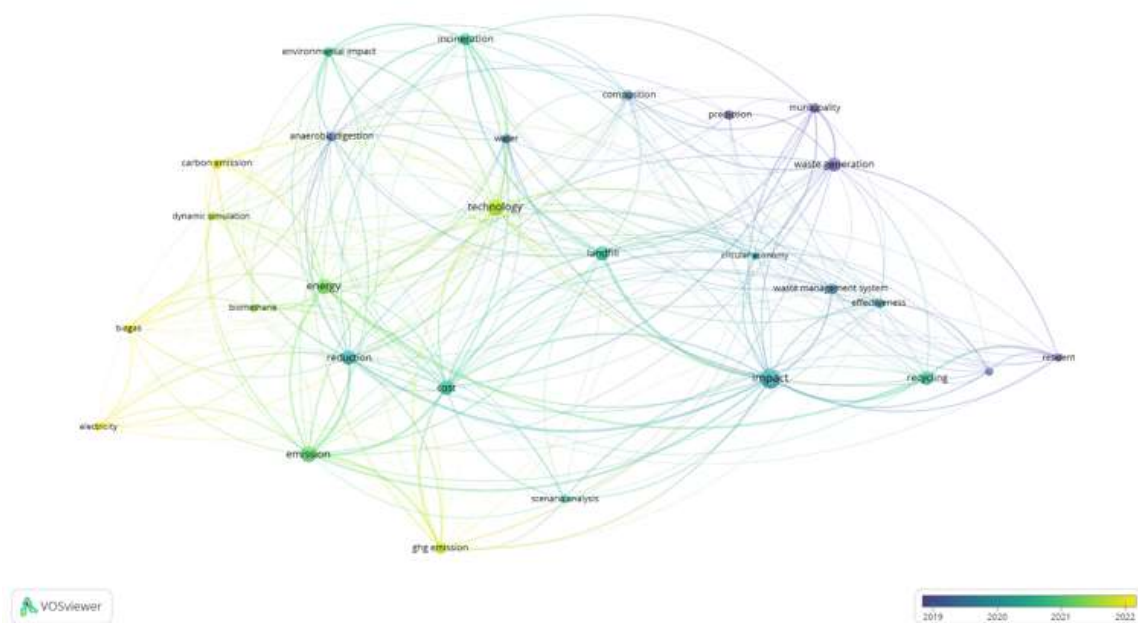 incineration
environmental impact
composition
municipality
prediction
anaerobic digestion
water
carbon emission
waste generation
technology
dynamic simulation
landfill
circular economy
energy
waste management system
effectiveness
biomethane
biogas
reduction
resident
impact
recycling
cost
electricity
emission
scenario analysis
ghg emission
VOSviewer
2019 2020 2021 2022